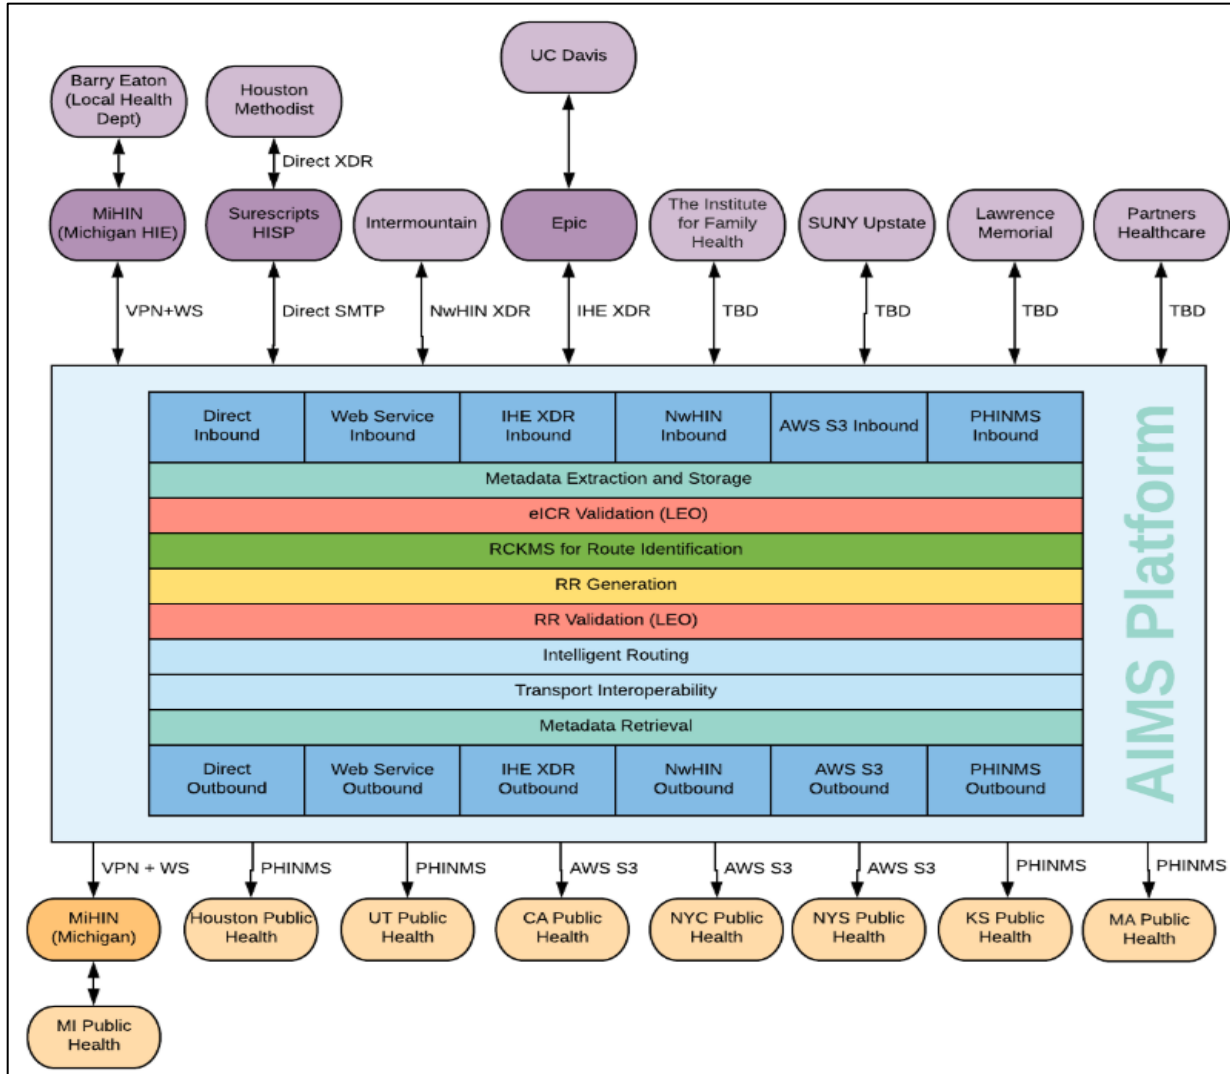 UC Davis
Barry Eaton
(Local Health
Dept)
Houston
Methodist
Direct XDR
MiHIN
(Michigan HIE)
Surescripts
HISP
Intermountain
Epic
The Institute
for Family
Health
SUNY Upstate
Lawrence
Memorial
Partners
Healthcare
VPN+WS
Direct SMTP
NwHIN XDR
IHE XDR
TBD
TBD
TBD
TBD
Direct
Inbound
Web Service
Inbound
IHE XDR
Inbound
NwHIN
Inbound
AWS S3 Inbound
PHINMS
Inbound
Metadata Extraction and Storage
eICR Validation (LEO)
RCKMS for Route Identification
RR Generation
RR Validation (LEO)
Intelligent Routing
Transport Interoperability
Metadata Retrieval
Direct
Outbound
Web Service
Outbound
IHE XDR
Outbound
NwHIN
Outbound
AWS S3
Outbound
PHINMS
Outbound
AIMS Platform
VPN + WS
PHINMS
PHINMS
AWS S3
AWS S3
AWS S3
PHINMS
PHINMS
MiHIN
(Michigan)
Houston Public
Health
UT Public
Health
CA Public
Health
NYC Public
Health
NYS Public
Health
KS Public
Health
MA Public
Health
MI Public
Health